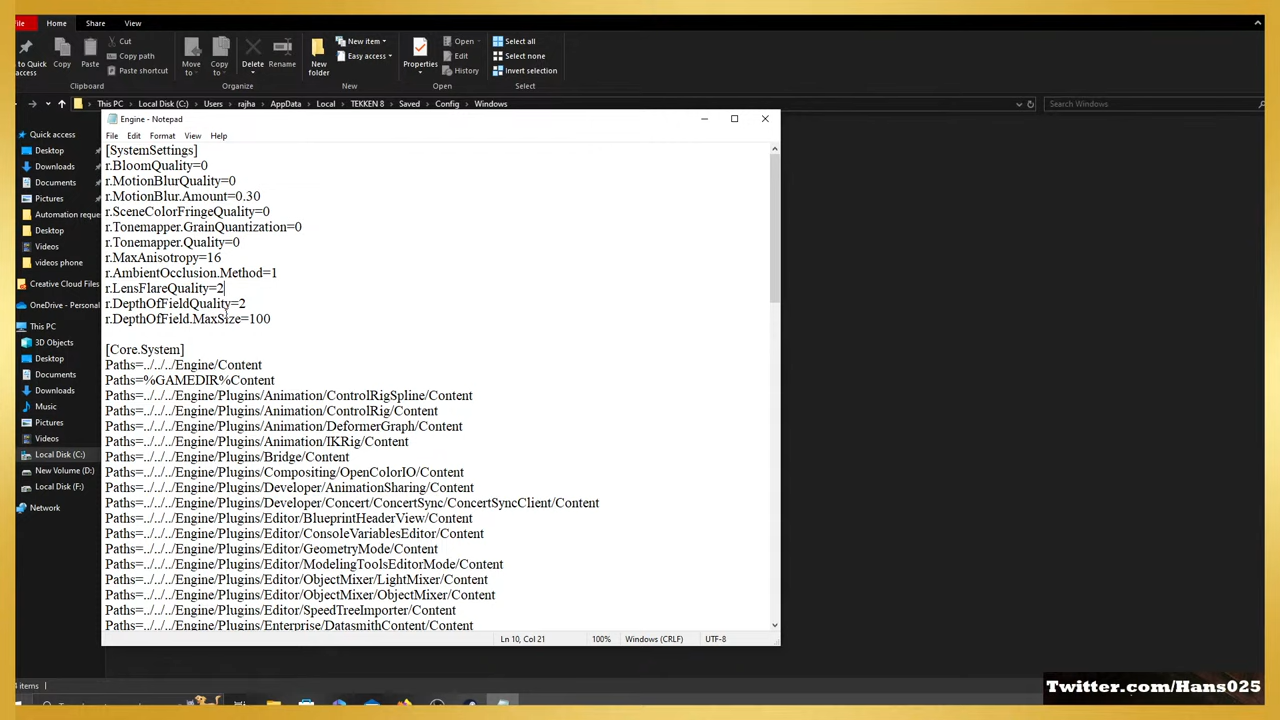 File Home Share View
to Quick access
Copy
Paste
Cut
Copy path
Paste shortcut
Clipboard
Move to
Copy to
Delete
Rename
Organize
New folder
New item
Easy access
New
Properties
Open
Edit
History
Open
Select all
Select none
Invert selection
Select
This PC > Local Disk (C:) > Users > rajha > AppData > Local > TEKKEN 8 > Saved > Config > Windows
Search Windows
Quick access
Desktop
Downloads
Documents
Pictures
Automation reque
Desktop
Videos
videos phone
Creative Cloud Files
OneDrive - Personal
This PC
3D Objects
Desktop
Documents
Downloads
Music
Pictures
Videos
Local Disk (C:)
New Volume (D:)
Local Disk (F:)
Network
items
Engine - Notepad
File Edit Format View Help
[SystemSettings]
r.BloomQuality=0
r.MotionBlurQuality=0
r.MotionBlur.Amount=0.30
r.SceneColorFringeQuality=0
r.Tonemapper.GrainQuantization=0
r.Tonemapper.Quality=0
r.MaxAnisotropy=16
r.AmbientOcclusion.Method=1
r.LensFlareQuality=2
r.DepthOfFieldQuality=2
r.DepthOfField.MaxSize=100
[Core.System]
Paths=../../../Engine/Content
Paths=%GAMEDIR%Content
Paths=../../../Engine/Plugins/Animation/ControlRigSpline/Content
Paths=../../../Engine/Plugins/Animation/ControlRig/Content
Paths=../../../Engine/Plugins/Animation/DeformerGraph/Content
Paths=../../../Engine/Plugins/Animation/IKRig/Content
Paths=../../../Engine/Plugins/Bridge/Content
Paths=../../../Engine/Plugins/Compositing/OpenColorIO/Content
Paths=../../../Engine/Plugins/Developer/AnimationSharing/Content
Paths=../../../Engine/Plugins/Developer/Concert/ConcertSync/ConcertSyncClient/Content
Paths=../../../Engine/Plugins/Editor/BlueprintHeaderView/Content
Paths=../../../Engine/Plugins/Editor/ConsoleVariablesEditor/Content
Paths=../../../Engine/Plugins/Editor/GeometryMode/Content
Paths=../../../Engine/Plugins/Editor/ModelingToolsEditorMode/Content
Paths=../../../Engine/Plugins/Editor/ObjectMixer/LightMixer/Content
Paths=../../../Engine/Plugins/Editor/ObjectMixer/ObjectMixer/Content
Paths=../../../Engine/Plugins/Editor/SpeedTreeImporter/Content
Paths=../../../Engine/Plugins/Enterprise/DatasmithContent/Content
Ln 10, Col 21
100%
Windows (CRLF)
UTF-8
Twitter.com/Hans025